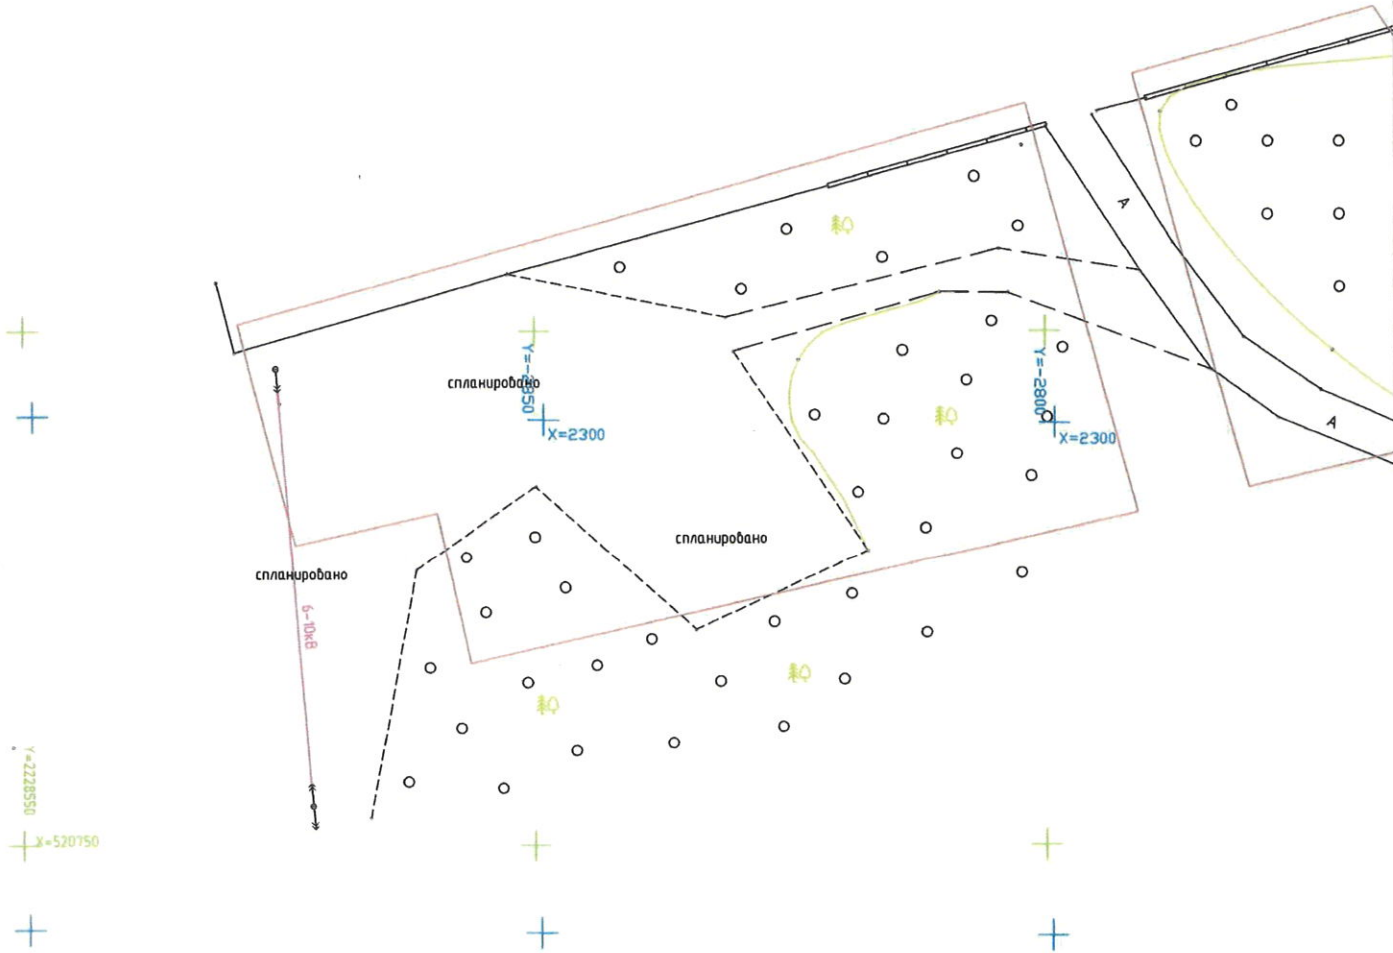 А
Y=-2850
спланировано
Y=-2800
X=2300
X=2300
А
спланировано
спланировано
6-10кВ
Y=2228550
X=520750